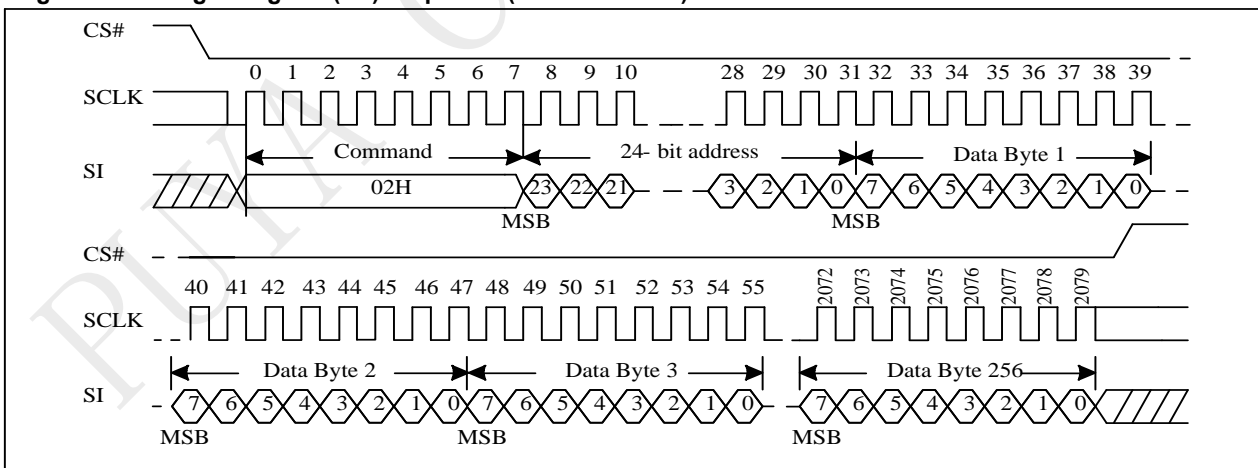 CS#
0 1 2 3 4 5 6 7 8 9 10 28 29 30 31 32 33 34 35 36 37 38 39
SCLK
Command 24- bit address Data Byte 1
SI
02H 23 22 21 3 2 1 0 7 6 5 4 3 2 1 0
MSB MSB
CS#
40 41 42 43 44 45 46 47 48 49 50 51 52 53 54 55 2072 2073 2074 2075 2076 2077 2078 2079
SCLK
Data Byte 2 Data Byte 3 Data Byte 256
SI
7 6 5 4 3 2 1 0 7 6 5 4 3 2 1 0 7 6 5 4 3 2 1 0
MSB MSB MSB
PUYA